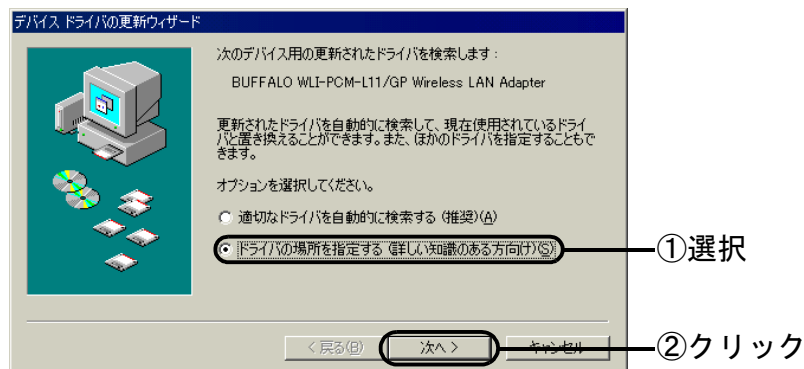 デバイス ドライバの更新ウィザード
次のデバイス用の更新されたドライバを検索します:
BUFFALO WLI-PCM-L11/GP Wireless LAN Adapter
更新されたドライバを自動的に検索して、現在使用されているドライ
バと置き換えることができます。また、ほかのドライバを指定することもで
きます。
オプションを選択してください。
適切なドライバを自動的に検索する (推奨)(A)
ドライバの場所を指定する (詳しい知識のある方向け)(S)
①選択
< 戻る(B)
次へ >
キャンセル
②クリック